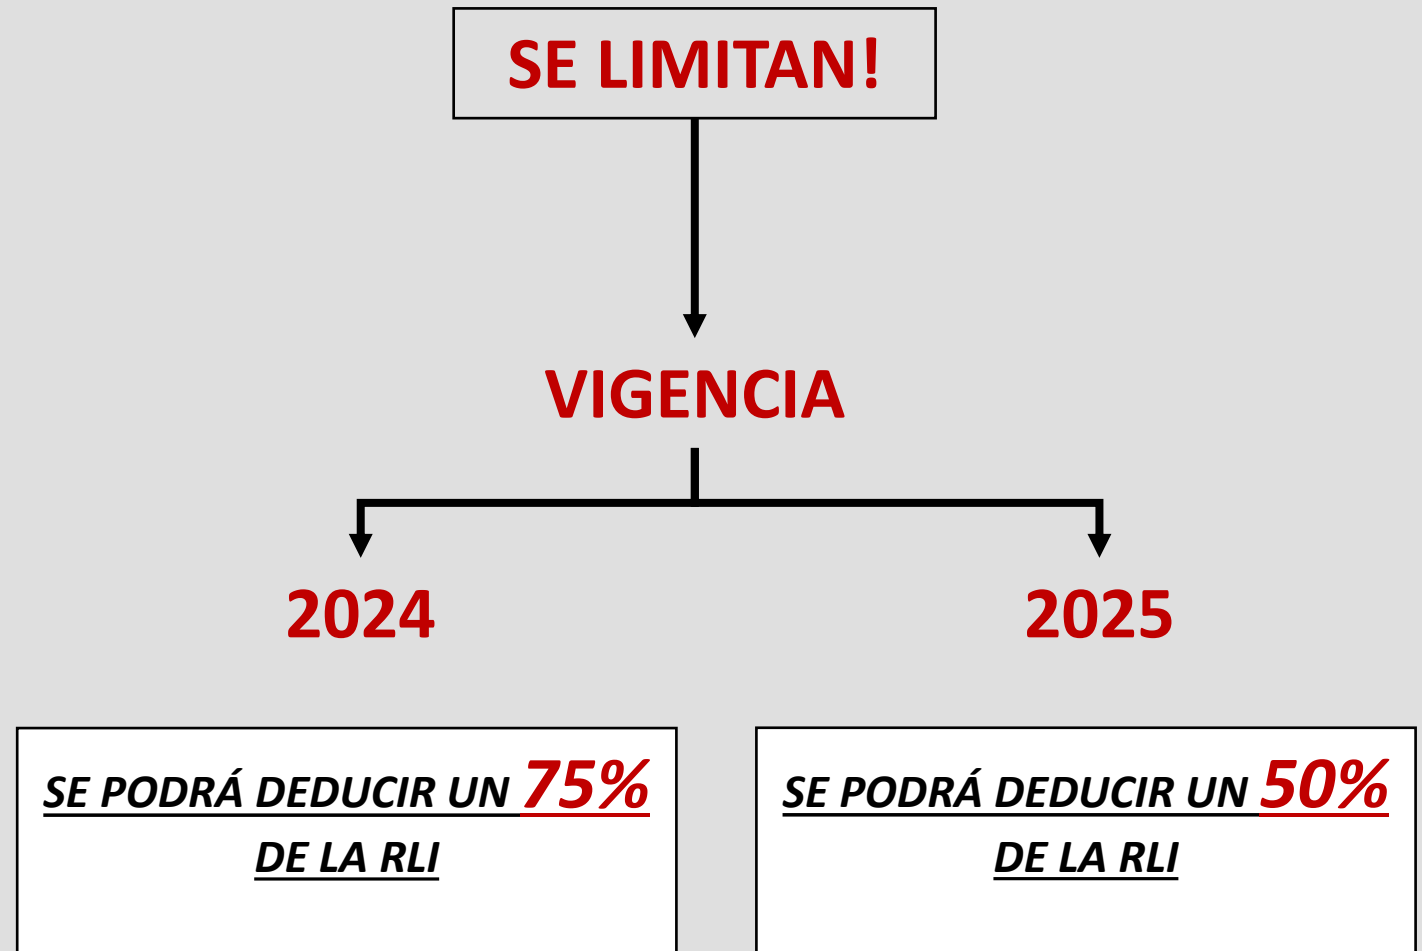 SE LIMITAN!
VIGENCIA
2024
2025
SE PODRÁ DEDUCIR UN 75%
DE LA RLI
SE PODRÁ DEDUCIR UN 50%
DE LA RLI